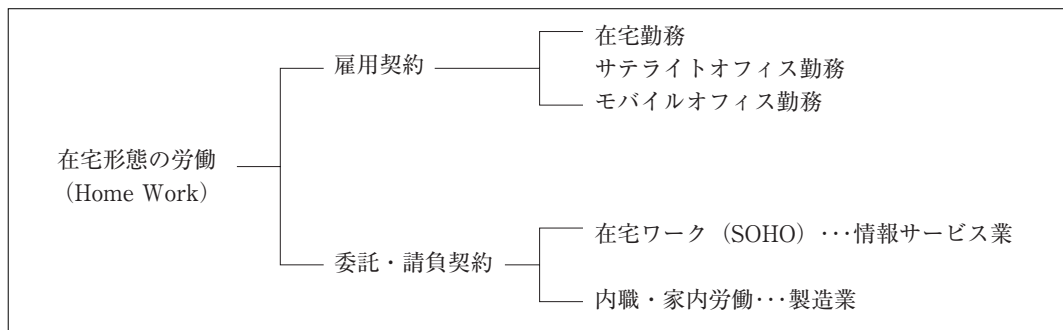 在宅形態の労働
（Home Work）
雇用契約
在宅勤務
サテライトオフィス勤務
モバイルオフィス勤務
委託・請負契約
在宅ワーク（SOHO）･･･情報サービス業
内職・家内労働･･･製造業